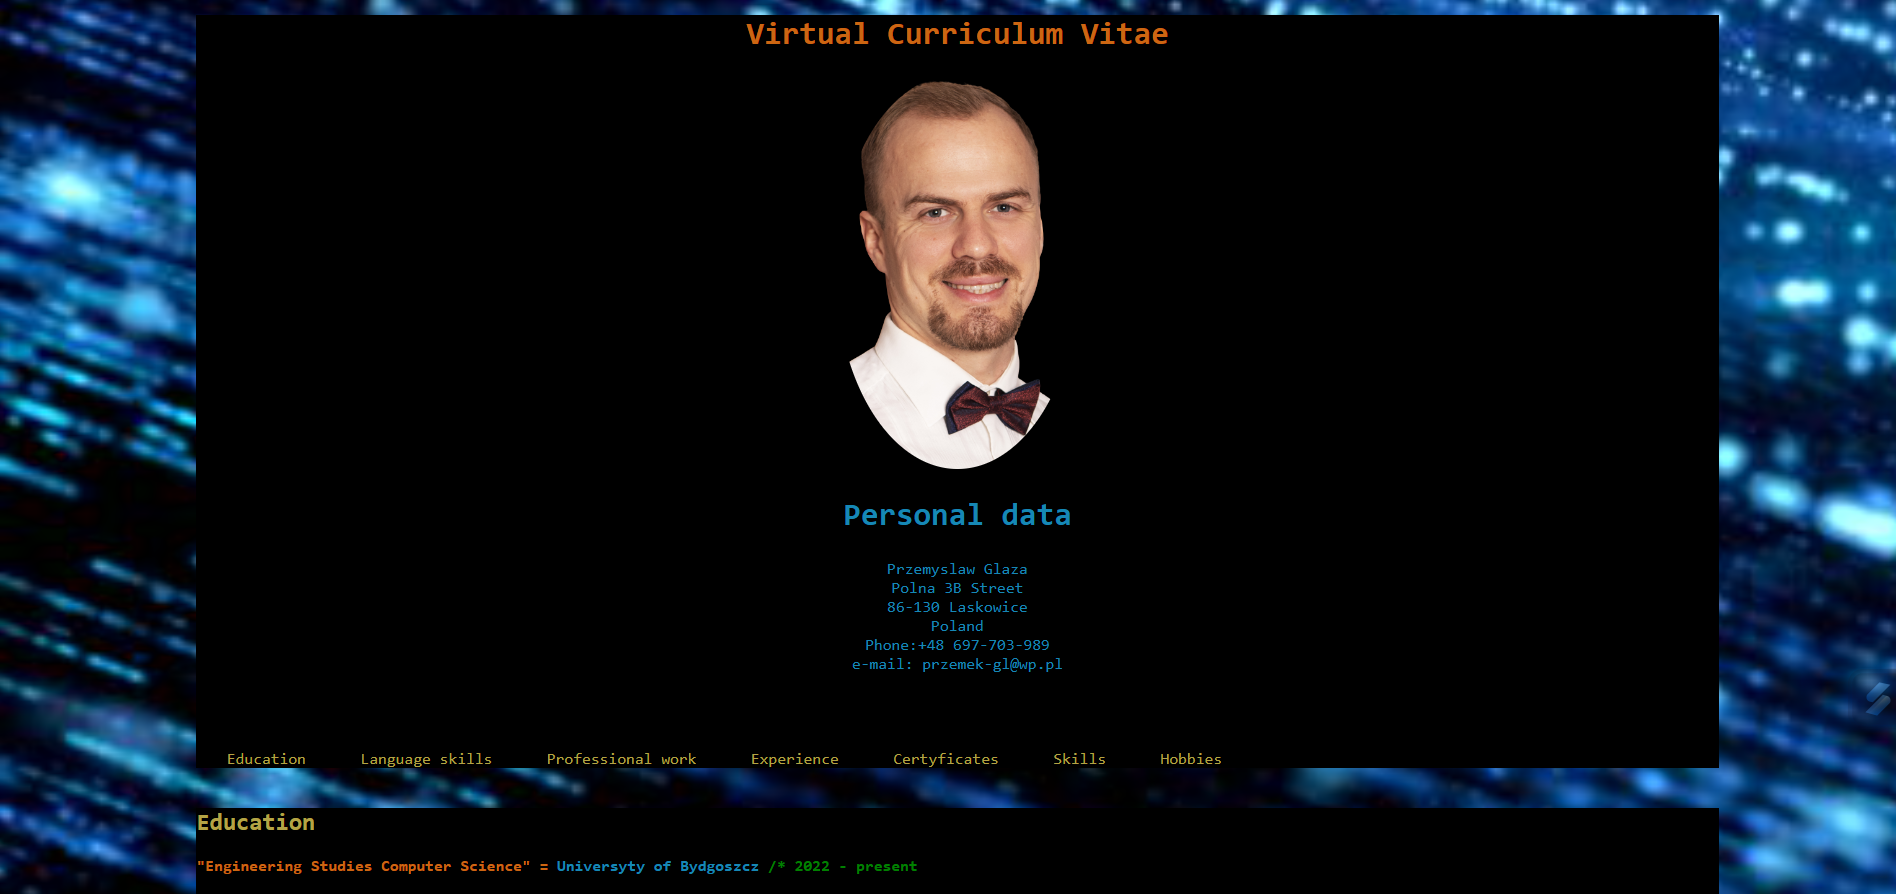 Virtual Curriculum Vitae
Personal data
Przemyslaw Glaza
Polna 3B Street
86-130 Laskowice
Poland
Phone:+48 697-703-989
e-mail: przemek-gl@wp.pl
Education Language skills Professional work Experience Certyficates Skills Hobbies
Education
"Engineering Studies Computer Science" = Universyty of Bydgoszcz /* 2022 - present